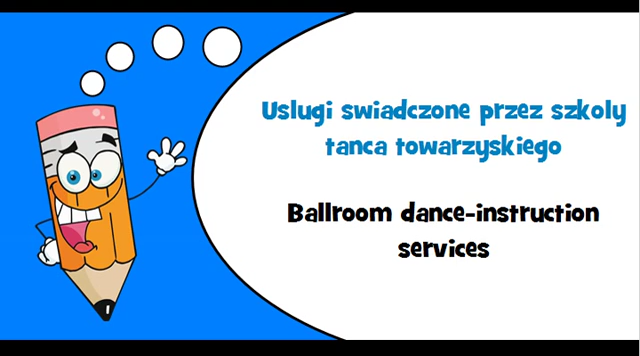 Uslugi swiadczone przez szkoly
tanca towarzyskiego
Ballroom dance-instruction
services